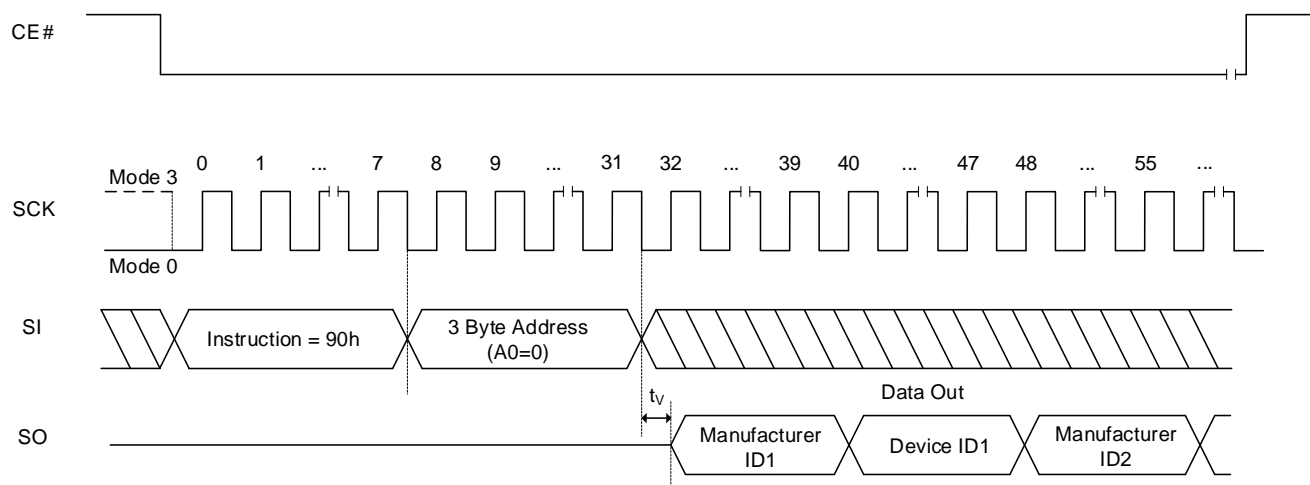 CE#
0 1 ... 7 8 9 ... 31 32 ... 39 40 ... 47 48 ... 55 ...
Mode 3
SCK
Mode 0
SI
Instruction = 90h
3 Byte Address
(A0=0)
tV
Data Out
SO
Manufacturer
ID1
Device ID1
Manufacturer
ID2